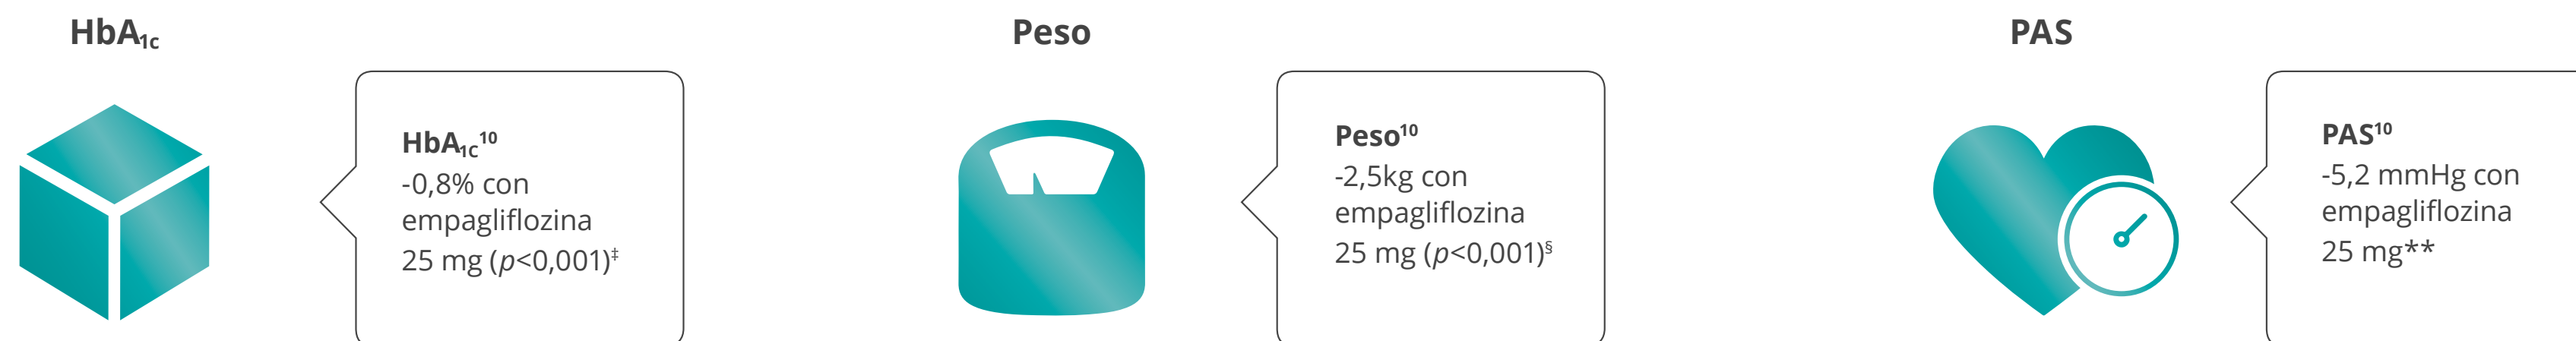 HbA1c
Peso
PAS
HbA1c10
-0,8% con
empagliflozina
25 mg (p<0,001)‡
Peso10
-2,5kg con
empagliflozina
25 mg (p<0,001)§
PAS10
-5,2 mmHg con
empagliflozina
25 mg**